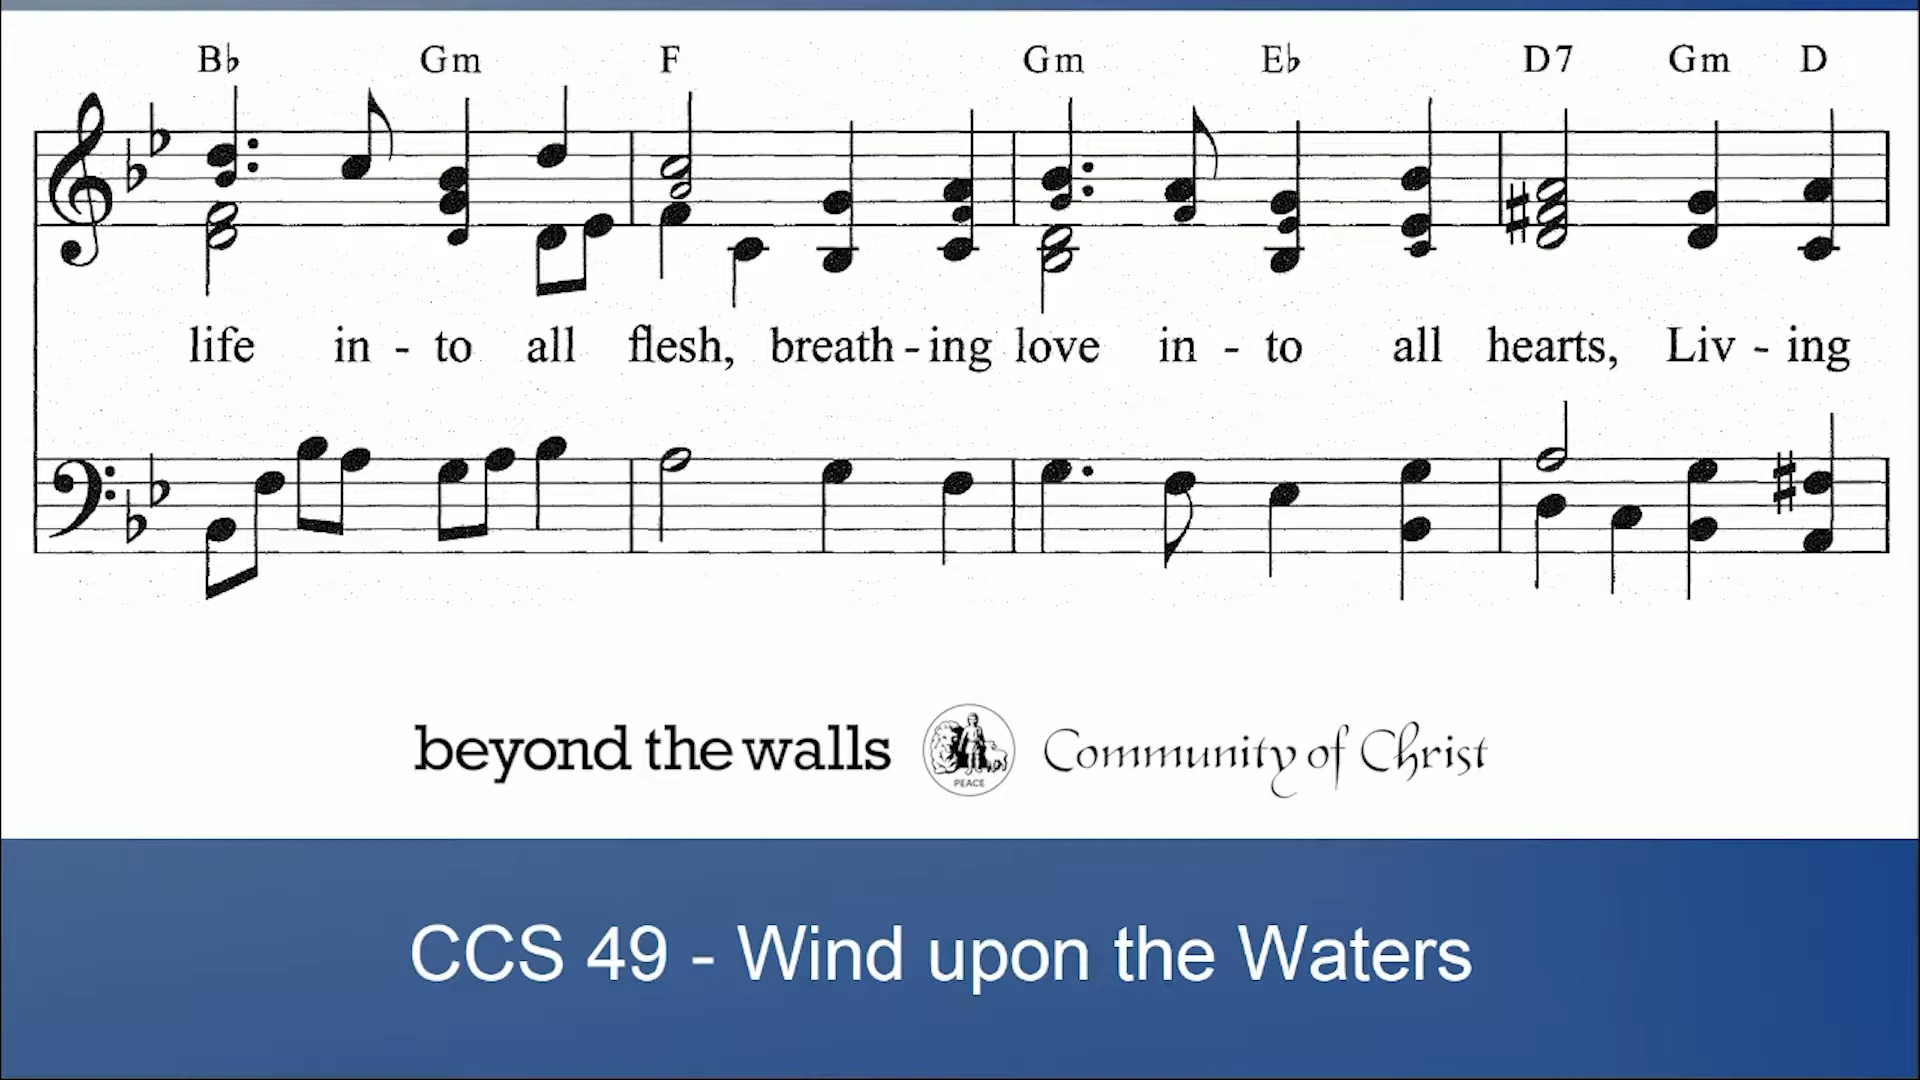 B♭ Gm F Gm E♭ D7 Gm D
life in - to all flesh, breath - ing love in - to all hearts, Liv - ing
beyond the walls PEACE Community of Christ
CCS 49 - Wind upon the Waters